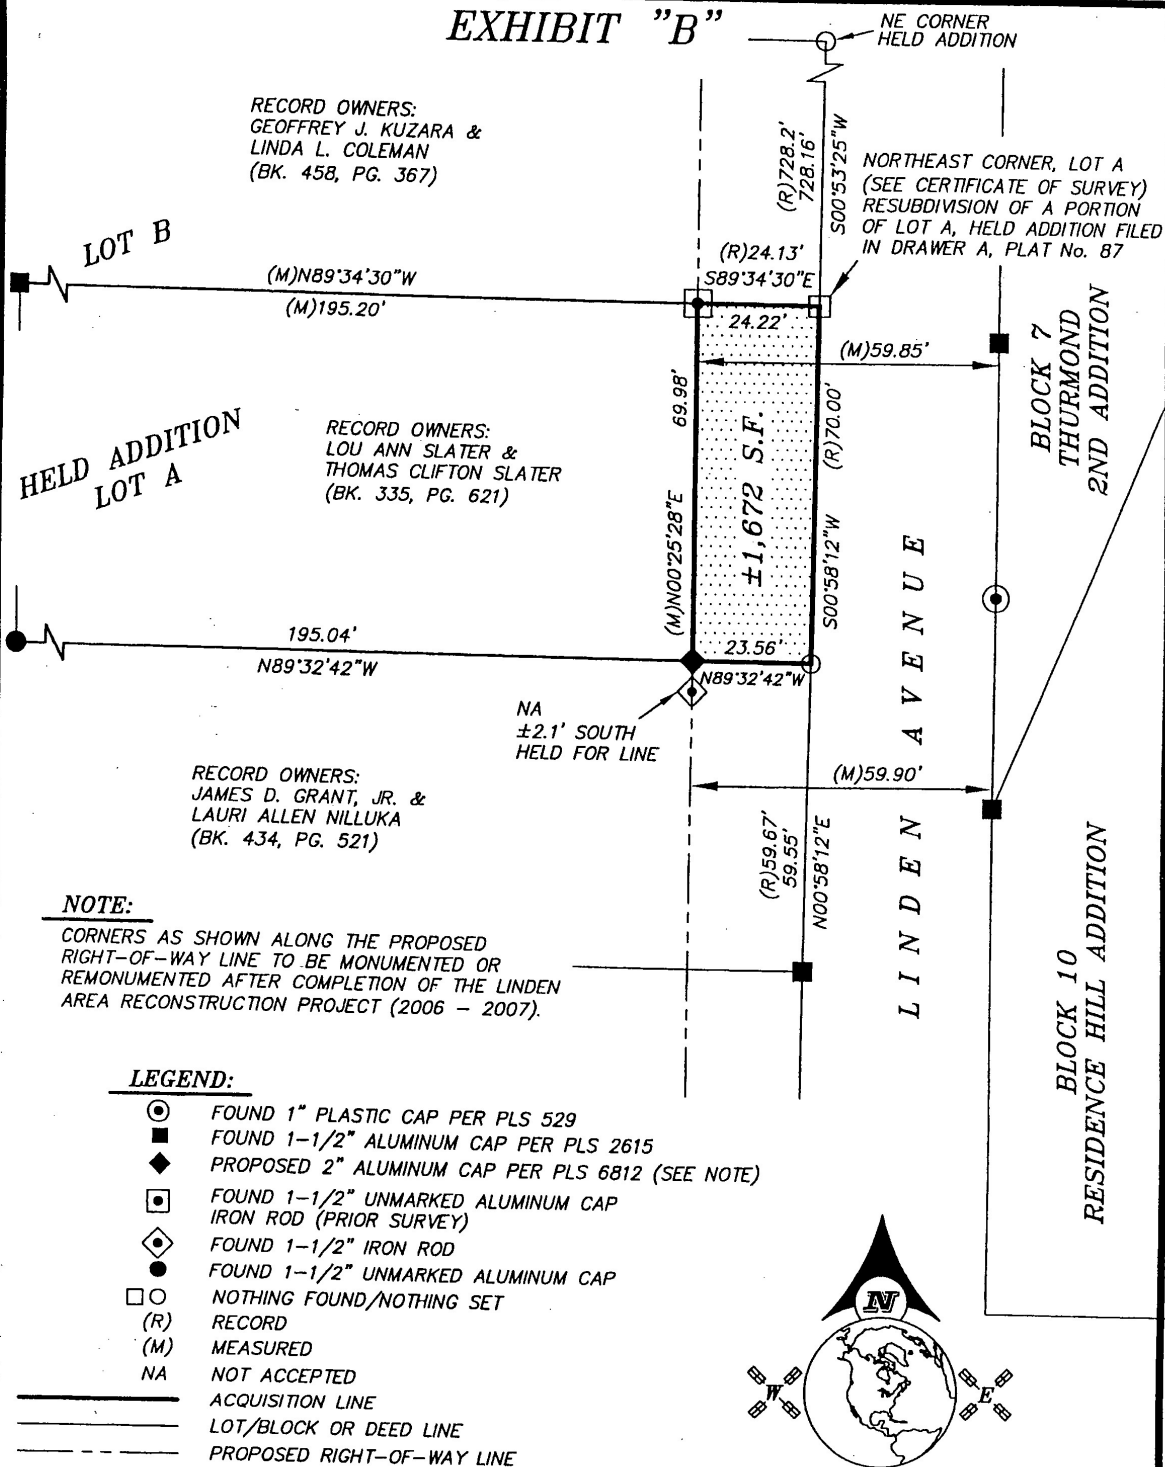 EXHIBIT "B"
NE CORNER
HELD ADDITION
RECORD OWNERS:
GEOFFREY J. KUZARA &
LINDA L. COLEMAN
(BK. 458, PG. 367)
(R)728.2'
728.16'
S00°53'25"W
NORTHEAST CORNER, LOT A
(SEE CERTIFICATE OF SURVEY)
RESUBDIVISION OF A PORTION
OF LOT A, HELD ADDITION FILED
IN DRAWER A, PLAT No. 87
LOT B
(M)N89°34'30"W
(M)195.20'
(R)24.13'
S89°34'30"E
24.22'
(M)59.85'
BLOCK 7
THURMOND
2ND ADDITION
HELD ADDITION
LOT A
RECORD OWNERS:
LOU ANN SLATER &
THOMAS CLIFTON SLATER
(BK. 335, PG. 621)
69.98'
(M)N00°25'28"E
±1,672 S.F.
(R)70.00'
S00°58'12"W
LINDEN AVENUE
195.04'
N89°32'42"W
23.56'
N89°32'42"W
NA
±2.1' SOUTH
HELD FOR LINE
RECORD OWNERS:
JAMES D. GRANT, JR. &
LAURI ALLEN NILLUKA
(BK. 434, PG. 521)
(M)59.90'
(R)59.67'
59.55'
N00°58'12"E
BLOCK 10
RESIDENCE HILL ADDITION
NOTE:
CORNERS AS SHOWN ALONG THE PROPOSED
RIGHT-OF-WAY LINE TO BE MONUMENTED OR
REMONUMENTED AFTER COMPLETION OF THE LINDEN
AREA RECONSTRUCTION PROJECT (2006 - 2007).
LEGEND:
FOUND 1" PLASTIC CAP PER PLS 529
FOUND 1-1/2" ALUMINUM CAP PER PLS 2615
PROPOSED 2" ALUMINUM CAP PER PLS 6812 (SEE NOTE)
FOUND 1-1/2" UNMARKED ALUMINUM CAP
IRON ROD (PRIOR SURVEY)
FOUND 1-1/2" IRON ROD
FOUND 1-1/2" UNMARKED ALUMINUM CAP
NOTHING FOUND/NOTHING SET
(R) RECORD
(M) MEASURED
NA NOT ACCEPTED
ACQUISITION LINE
LOT/BLOCK OR DEED LINE
PROPOSED RIGHT-OF-WAY LINE
N
W
E